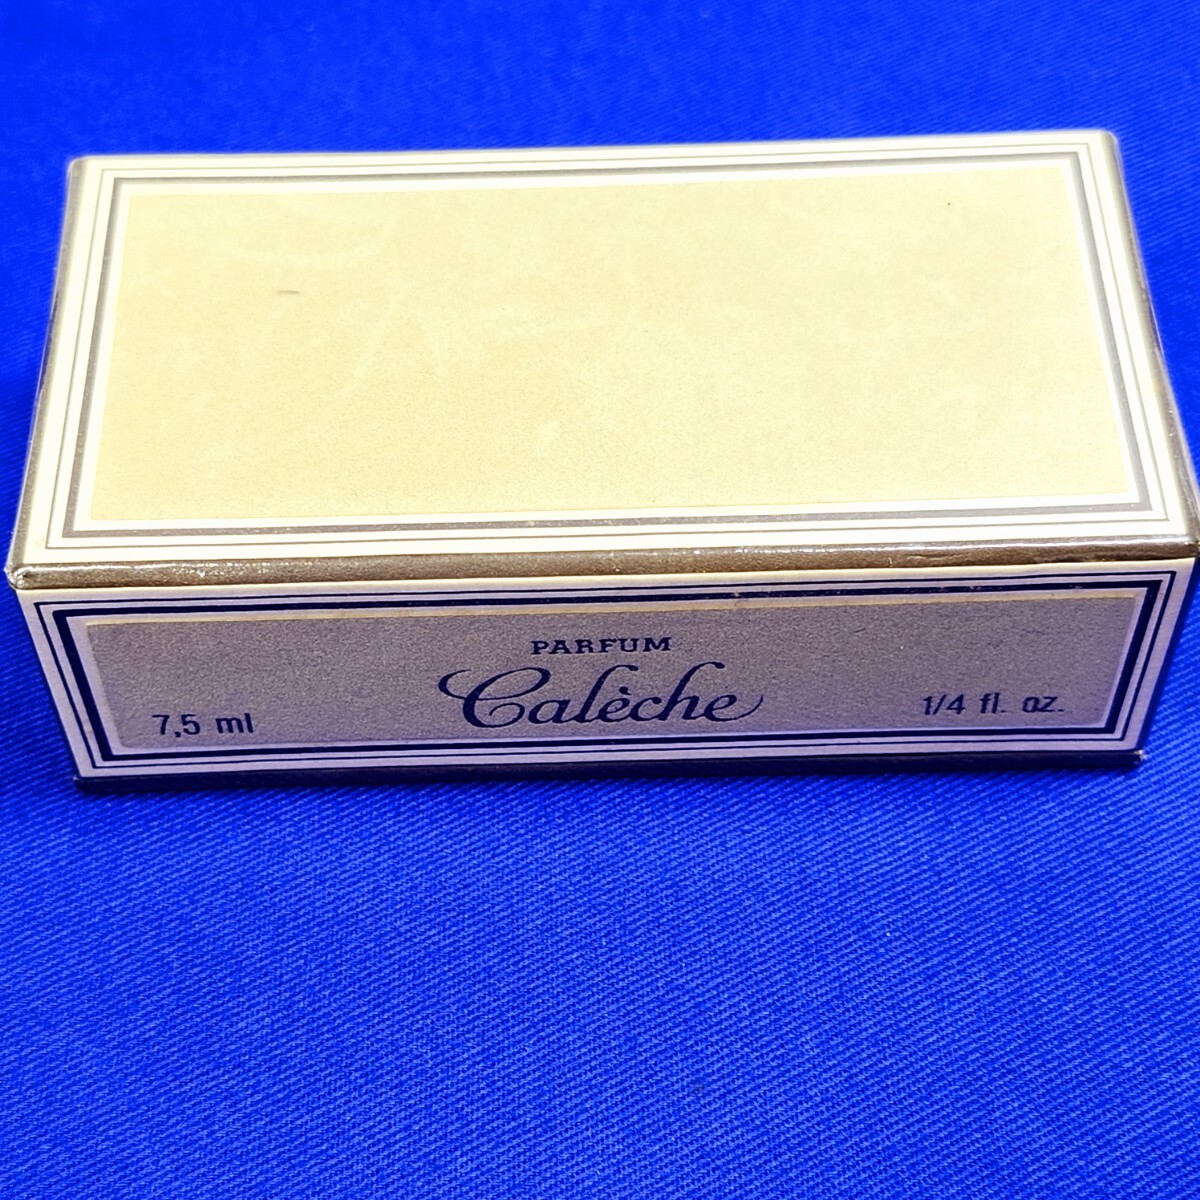 PARFUM
Calèche
7,5 ml
1/4 fl. oz.